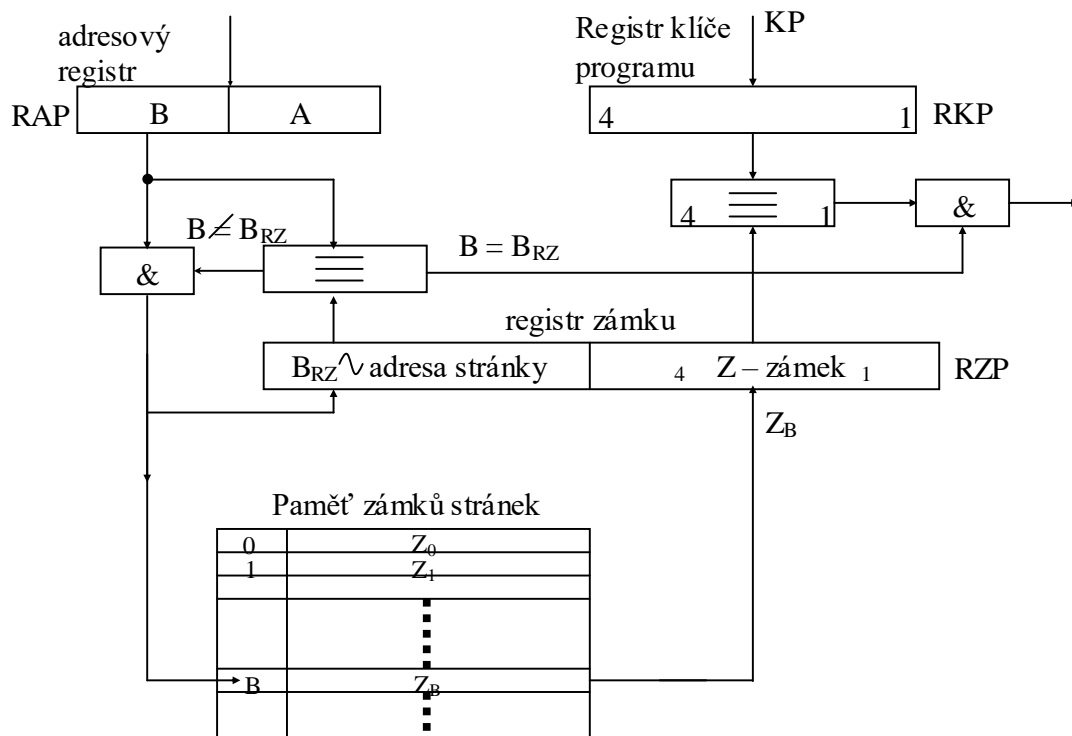 adresový
registr
Registr klíče
programu
KP
RAP
B
A
4
1
RKP
4
1
&
B ≠ B_RZ
B = B_RZ
&
registr zámku
B_RZ adresa stránky
4 Z – zámek 1
RZP
Z_B
Paměť zámků stránek
0
Z_0
1
Z_1
B
Z_B